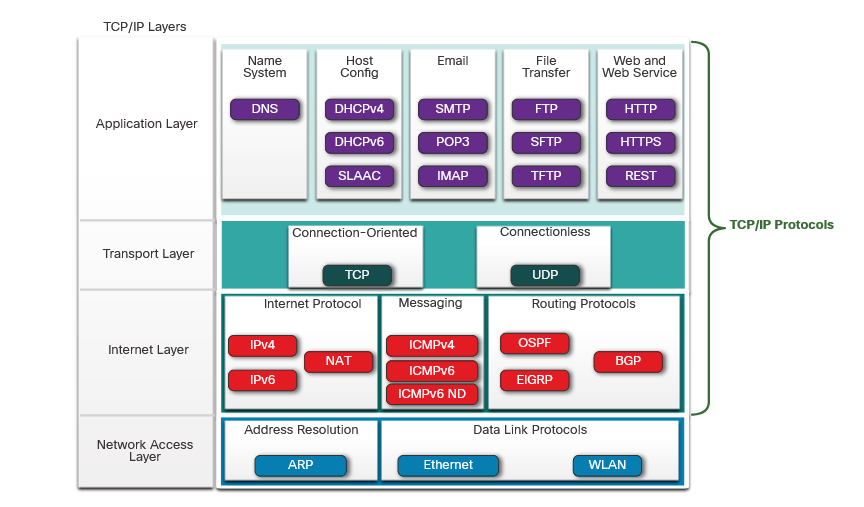 TCP/IP Layers
Application Layer
Name
System
DNS
Host
Config
DHCPv4
DHCPv6
SLAAC
Email
SMTP
POP3
IMAP
File
Transfer
FTP
SFTP
TFTP
Web and
Web Service
HTTP
HTTPS
REST
TCP/IP Protocols
Transport Layer
Connection-Oriented
TCP
Connectionless
UDP
Internet Layer
Internet Protocol
IPv4
NAT
IPv6
Messaging
ICMPv4
ICMPv6
ICMPv6 ND
Routing Protocols
OSPF
BGP
EIGRP
Network Access
Layer
Address Resolution
ARP
Data Link Protocols
Ethernet
WLAN